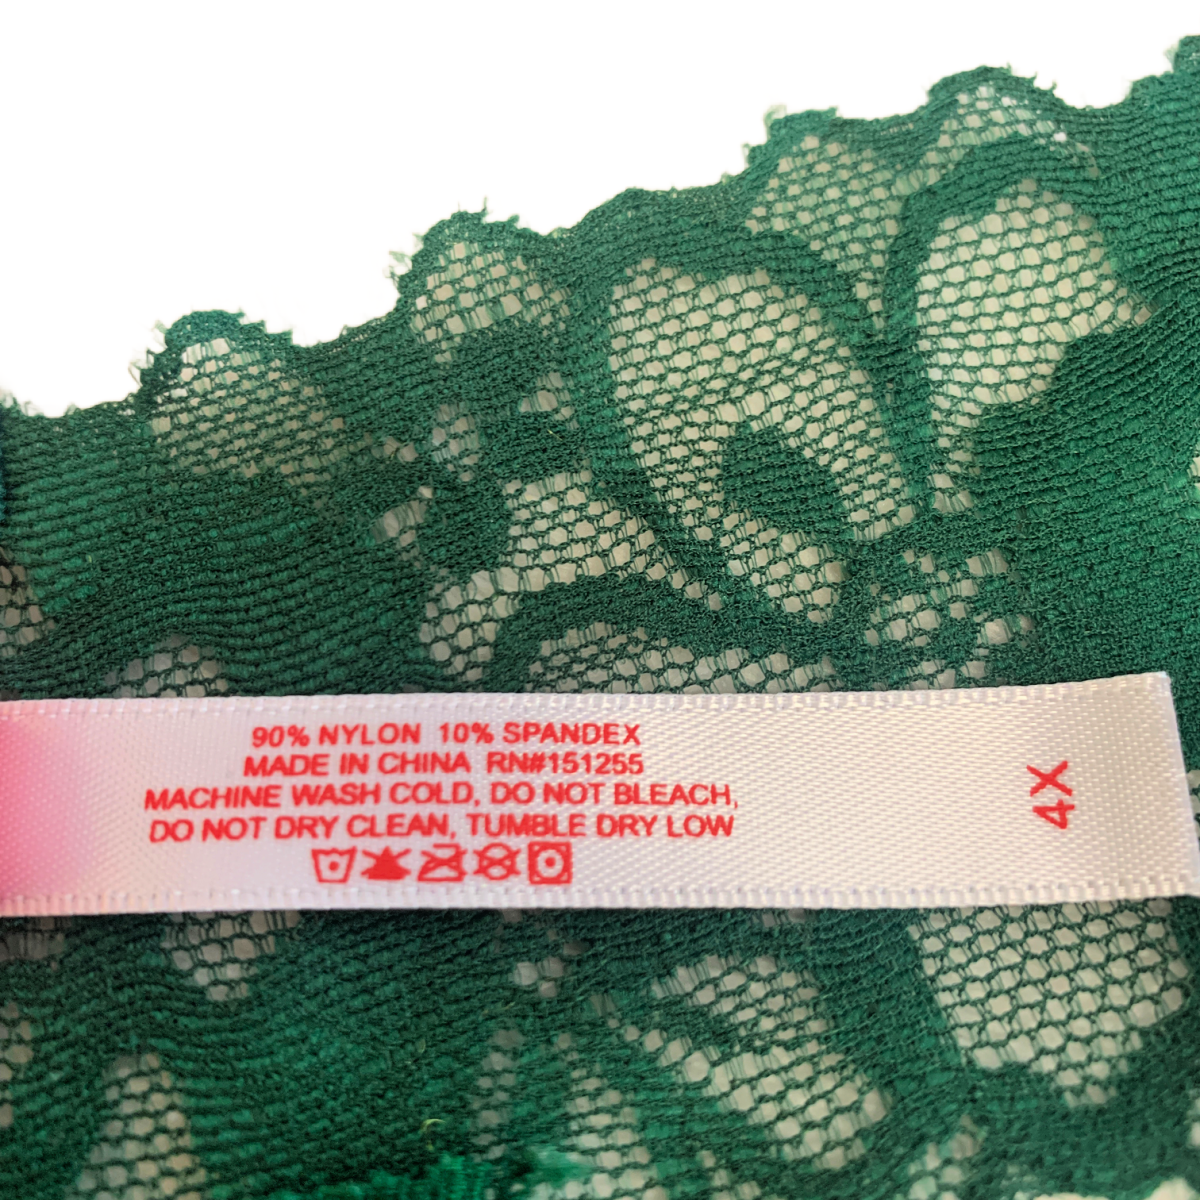 90% NYLON 10% SPANDEX
MADE IN CHINA RN#151255
MACHINE WASH COLD, DO NOT BLEACH,
DO NOT DRY CLEAN, TUMBLE DRY LOW
4X